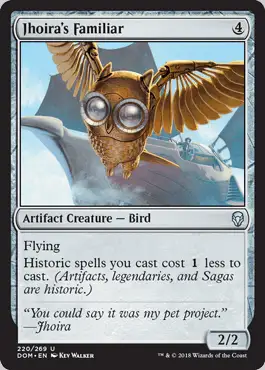 Jhoira's Familiar 4
Artifact Creature — Bird
Flying
Historic spells you cast cost 1 less to
cast. (Artifacts, legendaries, and Sagas
are historic.)
"You could say it was my pet project."
—Jhoira
2/2
220/269 U
DOM • EN Key Walker
™ & © 2018 Wizards of the Coast